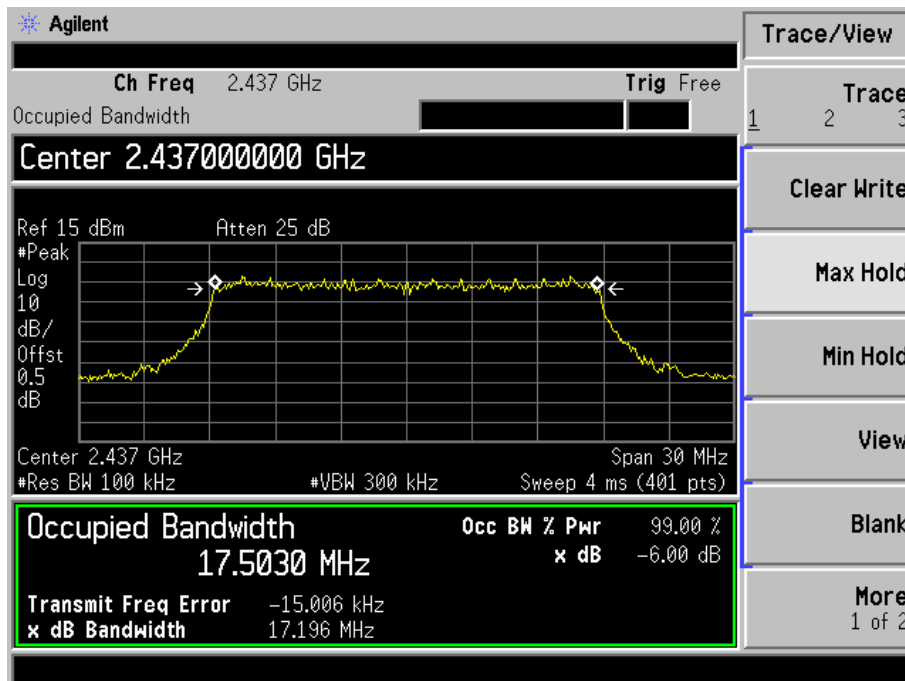 Agilent
Ch Freq 2.437 GHz Trig Free
Occupied Bandwidth
Center 2.437000000 GHz
Ref 15 dBm Atten 25 dB
#Peak
Log
10
dB/
Offst
0.5
dB
Center 2.437 GHz Span 30 MHz
#Res BW 100 kHz #VBW 300 kHz Sweep 4 ms (401 pts)
Occupied Bandwidth
17.5030 MHz
Occ BW % Pwr 99.00 %
x dB -6.00 dB
Transmit Freq Error -15.006 kHz
x dB Bandwidth 17.196 MHz
Trace/View
Trace
1 2 3
Clear Write
Max Hold
Min Hold
View
Blank
More
1 of 2